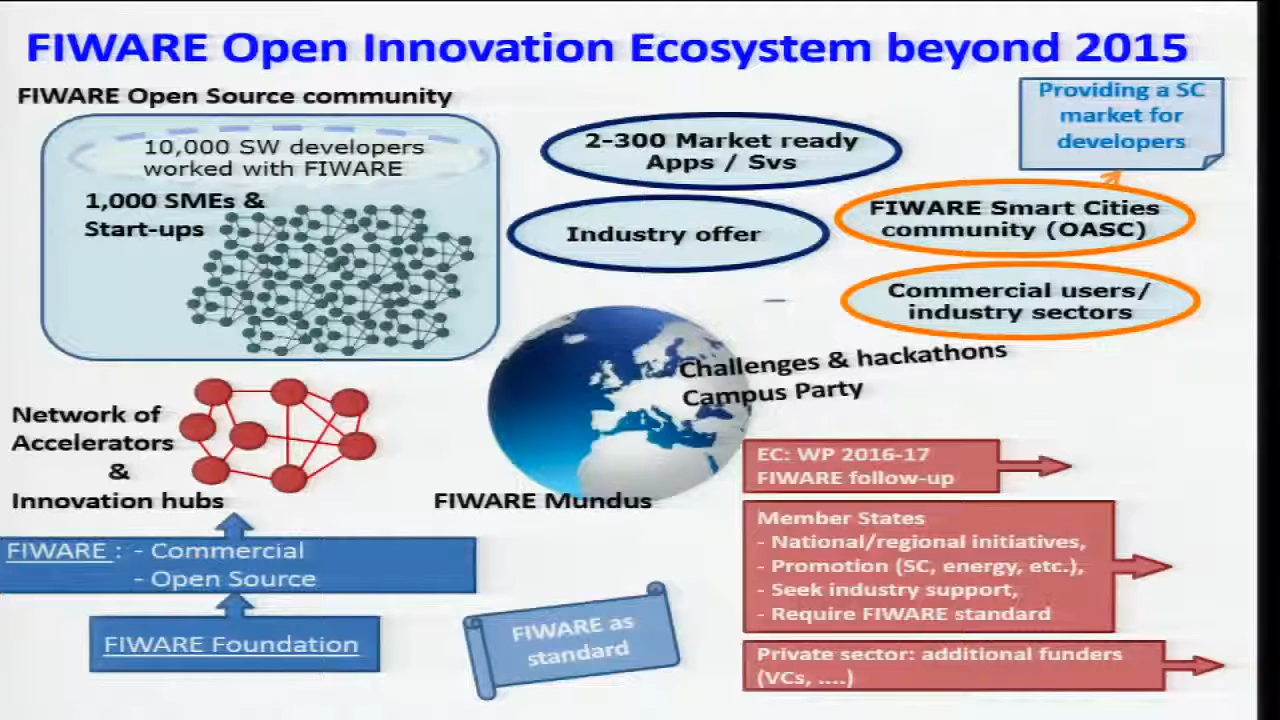 FIWARE Open Innovation Ecosystem beyond 2015
FIWARE Open Source community
10,000 SW developers
worked with FIWARE
1,000 SMEs &
Start-ups
2-300 Market ready
Apps / Svs
Industry offer
Providing a SC
market for
developers
FIWARE Smart Cities
community (OASC)
Commercial users/
industry sectors
Challenges & hackathons
Campus Party
Network of
Accelerators
&
Innovation hubs
FIWARE Mundus
FIWARE : - Commercial
- Open Source
FIWARE Foundation
FIWARE as
standard
EC: WP 2016-17
FIWARE follow-up
Member States
- National/regional initiatives,
- Promotion (SC, energy, etc.),
- Seek industry support,
- Require FIWARE standard
Private sector: additional funders
(VCs, ....)